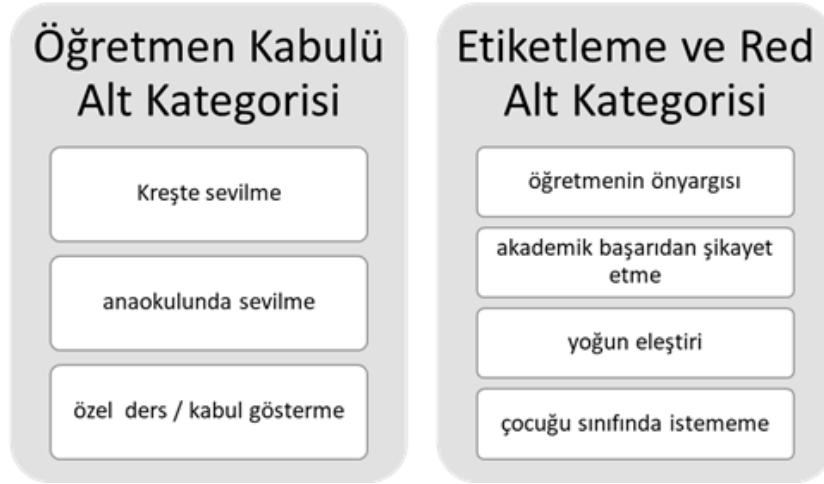 Öğretmen Kabulü
Alt Kategorisi
Kreşte sevilme
anaokulunda sevilme
özel ders / kabul gösterme
Etiketleme ve Red
Alt Kategorisi
öğretmenin önyargısı
akademik başarıdan şikayet
etme
yoğun eleştiri
çocuğu sınıfında istememe